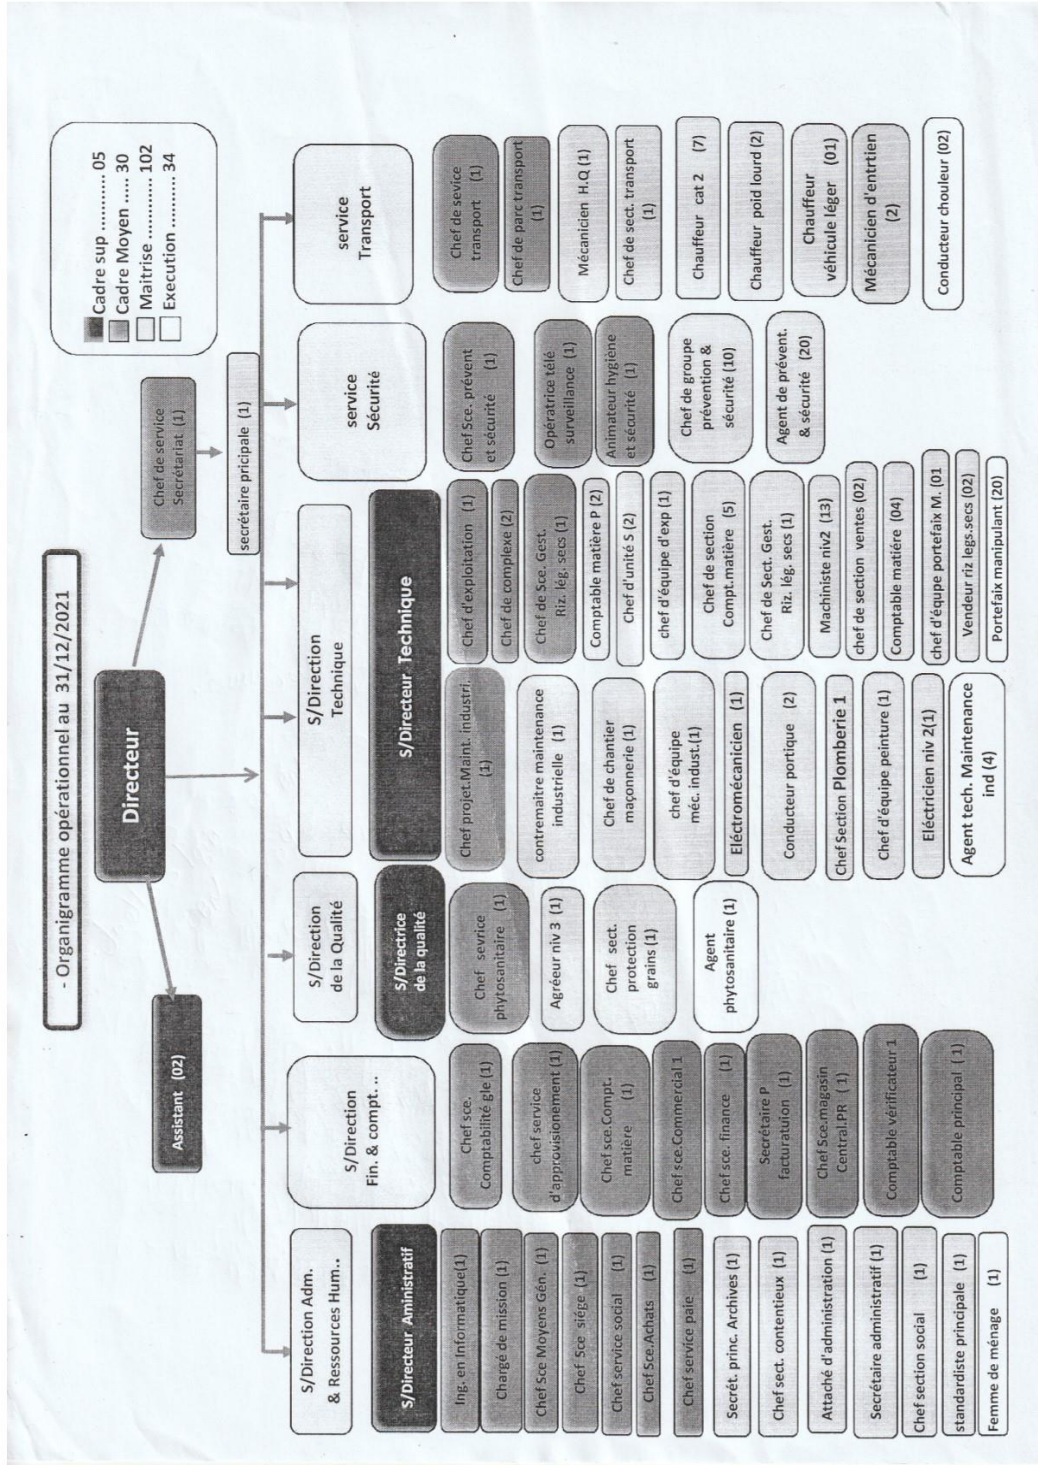 - Organigramme opérationnel au 31/12/2021
Cadre sup ........... 05
Cadre Moyen ...... 30
Maitrise .............. 102
Execution ........... 34
Directeur
Assistant (02)
Chef de service
Secrétariat. (1)
secrétaire pricipale (1)
S/Direction Adm.
& Ressources Hum..
S/Directeur Aministratif
Ing. en Informatique(1)
Chargé de mission (1)
Chef Sce Moyens Gén. (1)
Chef Sce siége (1)
Chef service social (1)
Chef Sce.Achats (1)
Chef service paie (1)
Secrét. princ. Archives (1)
Chef sect. contentieux (1)
Attaché d'administration (1)
Secrétaire administratif (1)
Chef section social (1)
standardiste principale (1)
Femme de ménage (1)
S/Direction
Fin. & compt. ..
Chef sce.
Comptabilité gle (1)
chef service
d'approvisionement (1)
Chef sce.Compt.
matiere (1)
Chef sce.Commercial 1
Chef sce. finance (1)
Secrétaire P
facturatuion (1)
Chef Sce.magasin
Central.PR (1)
Comptable vérificateur 1
Comptable principal (1)
S/Direction
de la Qualité
S/Directrice
de la qualité
Chef sevrice
phytosanitaire (1)
Agréeur niv 3 (1)
Chef sect.
protection
grains (1)
Agent
phytosanitaire (1)
S/Direction
Technique
S/Directeur Technique
Chef projet.Maint. industri.
(1)
contremaitre maintenance
industrielle (1)
Chef de chantier
maçonnerie (1)
chef d'équipe
méc. indust.(1)
Eléctromécanicien (1)
Conducteur portique (2)
Chef Section Plomberie 1
Chef d'équipe peinture (1)
Eléctricien niv 2(1)
Agent tech. Maintenance
ind (4)
Chef d'exploitation (1)
Chef de complexe (2)
Chef de Sce. Gest.
Riz. lég. secs (1)
Comptable matière P (2)
Chef d'unité S (2)
chef d'équipe d'exp (1)
Chef de section
Compt.matière (5)
Chef de Sect. Gest.
Riz. lég. secs (1)
Machiniste niv2 (13)
chef de section ventes (02)
Comptable matiére (04)
chef d'équpe portefaix M. (01
Vendeur riz legs.secs (02)
Portefaix manipulant (20)
service
Sécurité
Chef Sce. prévent
et sécurité (1)
Opératrice télé
surveillance (1)
Animateur hygiène
et sécurité (1)
Chef de groupe
prévention &
sécurité (10)
Agent de prévent.
& sécurité (20)
service
Transport
Chef de sevice
transport (1)
Chef de parc transport
(1)
Mécanicien H.Q (1)
Chef de sect. transport
(1)
Chauffeur cat 2 (7)
Chauffeur poid lourd (2)
Chauffeur
véhicule léger (01)
Mécanicien d'entrtien
(2)
Conducteur chouleur (02)